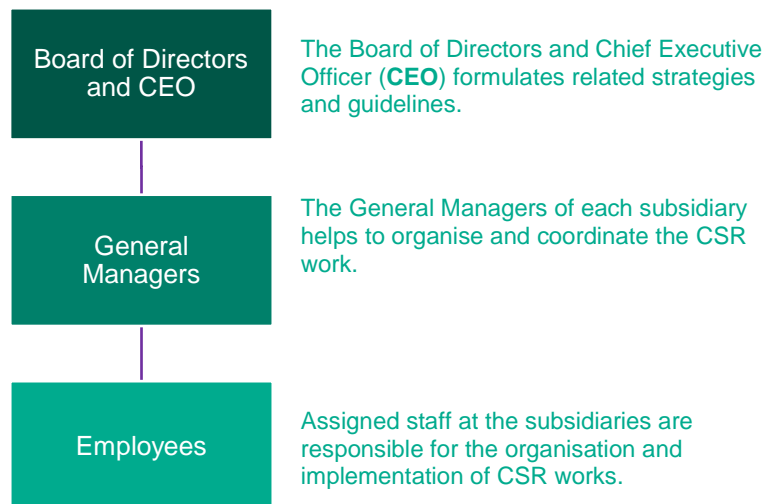 Board of Directors
and CEO
The Board of Directors and Chief Executive
Officer (CEO) formulates related strategies
and guidelines.
General
Managers
The General Managers of each subsidiary
helps to organise and coordinate the CSR
work.
Employees
Assigned staff at the subsidiaries are
responsible for the organisation and
implementation of CSR works.